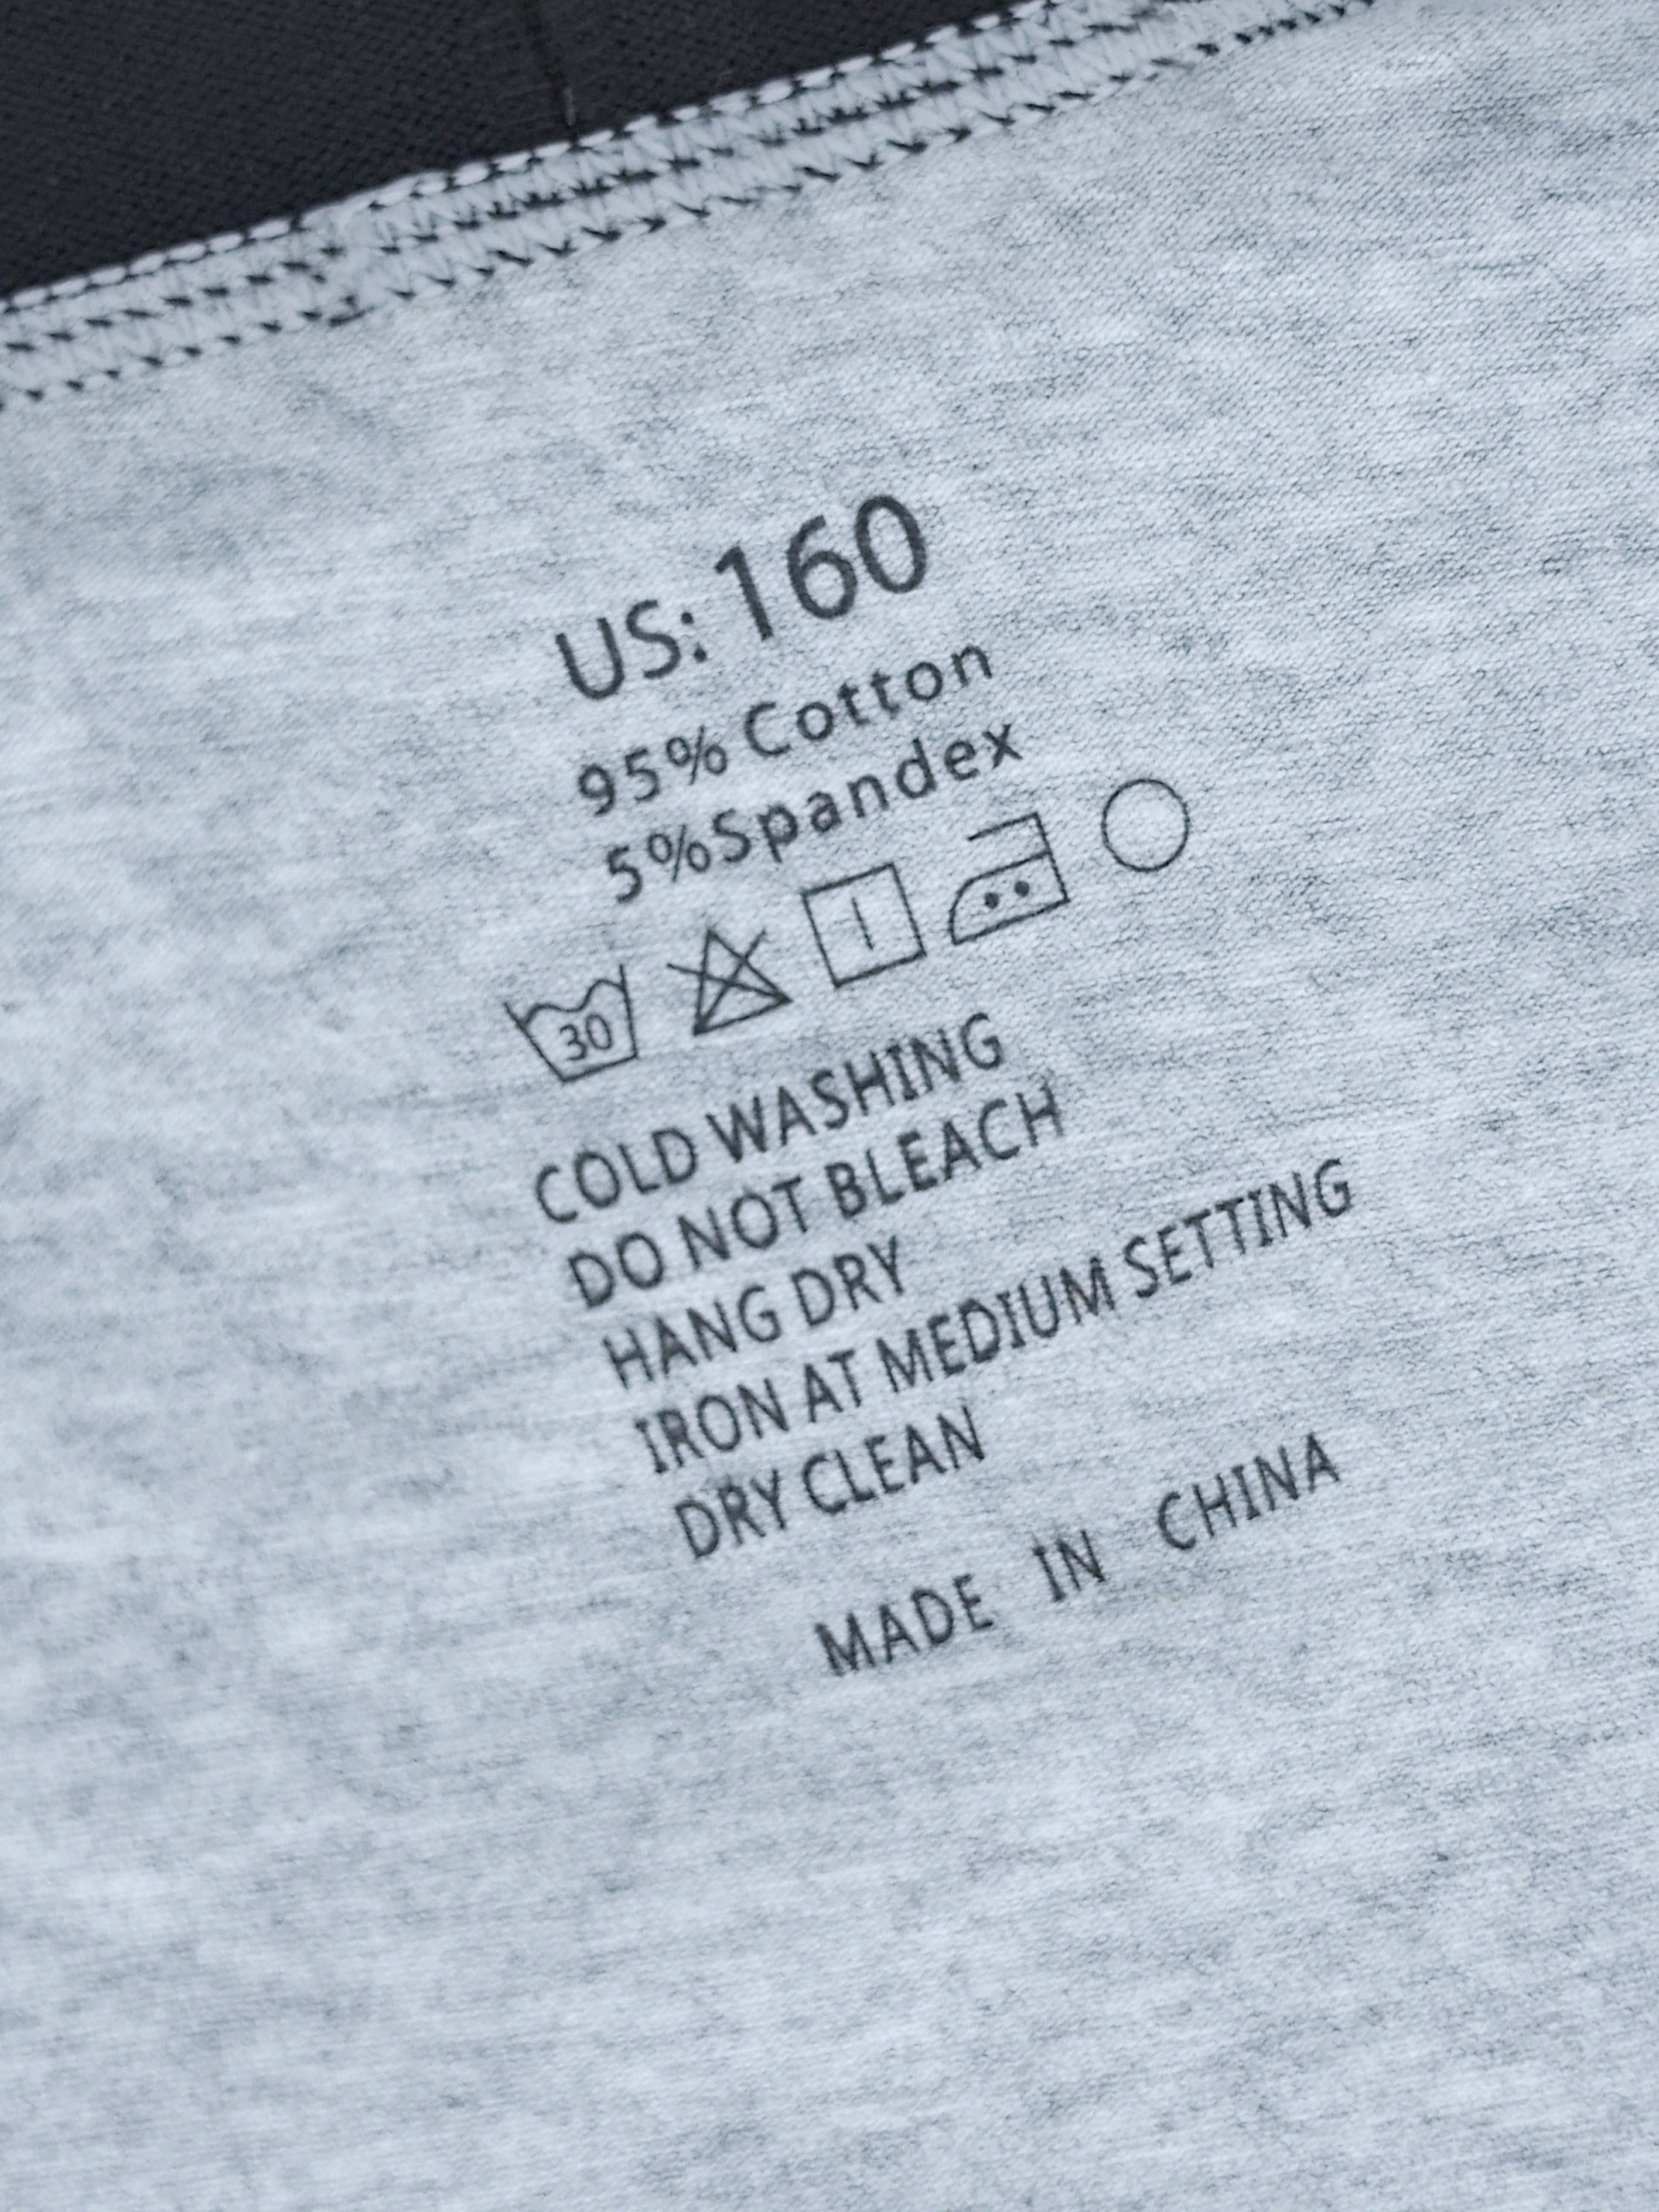 US: 160
95% Cotton
5%Spandex
30
COLD WASHING
DO NOT BLEACH
HANG DRY
IRON AT MEDIUM SETTING
DRY CLEAN
MADE IN CHINA